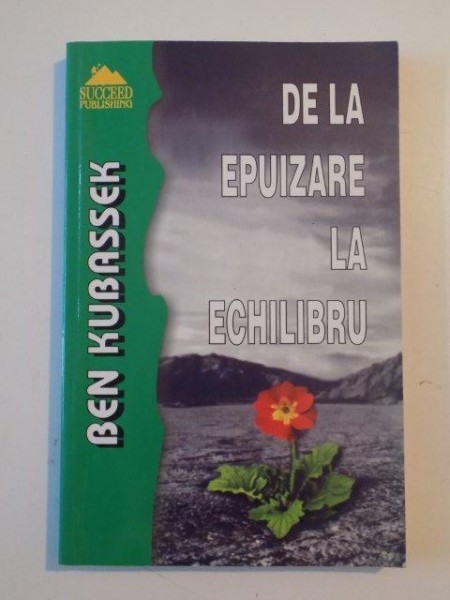 SUCCEED
PUBLISHING
DE LA
EPUIZARE
LA
ECHILIBRU
BEN KUBASSEK